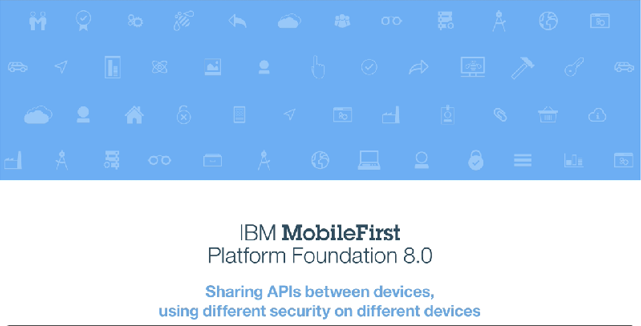 IBM MobileFirst
Platform Foundation 8.0
Sharing APIs between devices,
using different security on different devices